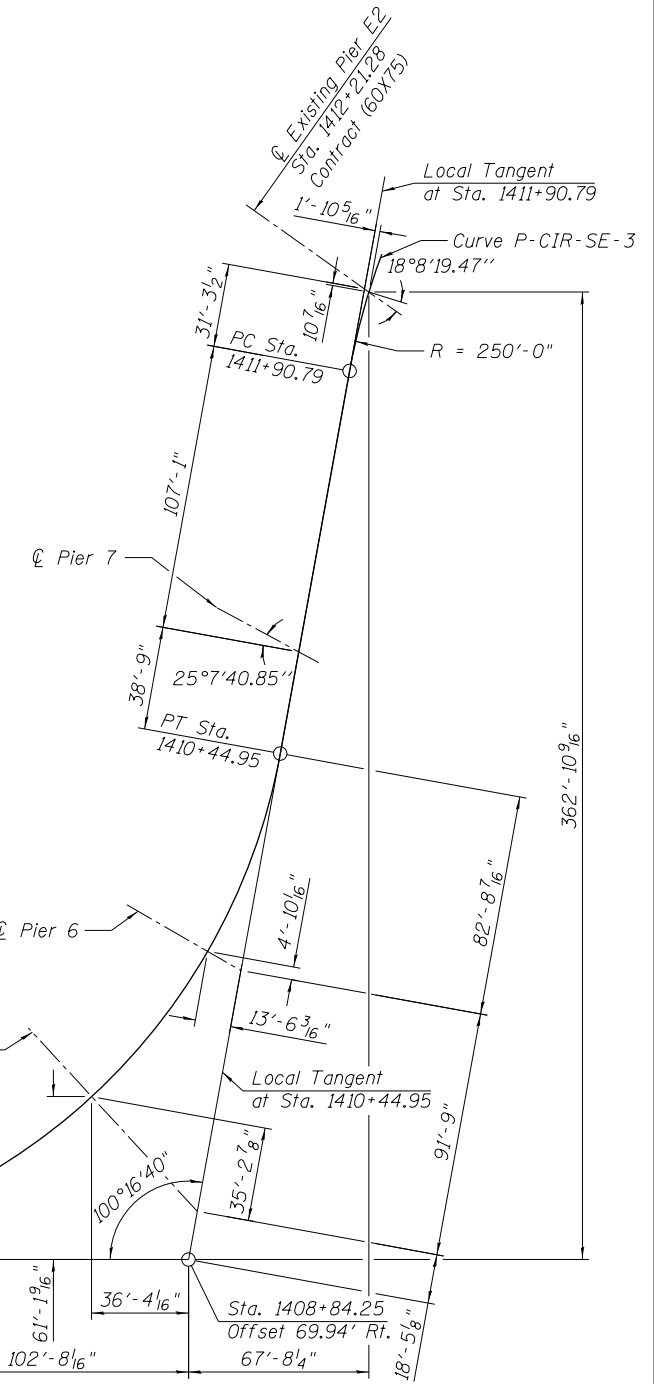 ℄ Existing Pier E2
Sta. 1412+21.28
Contract (60X75)
Local Tangent
at Sta. 1411+90.79
1'-10 5/16"
Curve P-CIR-SE-3
18°8'19.47''
31'-3 1/2"
10 7/16"
PC Sta.
1411+90.79
R = 250'-0"
107'-1"
℄ Pier 7
25°7'40.85''
38'-9"
PT Sta.
1410+44.95
362'-10 9/16"
82'-8 7/16"
℄ Pier 6
4'-10 1/16"
13'-6 3/16"
Local Tangent
at Sta. 1410+44.95
91'-9"
35'-2 7/8"
100°16'40"
61'-1 9/16"
36'-4 1/16"
Sta. 1408+84.25
Offset 69.94' Rt.
18'-5 1/8"
102'-8 1/16"
67'-8 1/4"